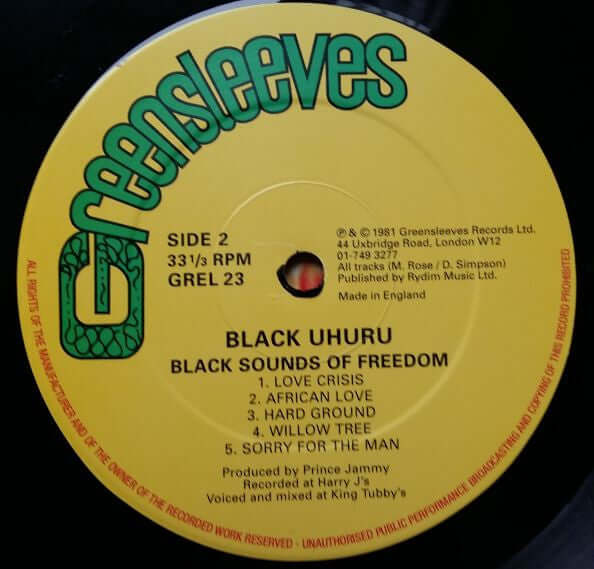 Greensleeves
SIDE 2
33 1/3 RPM
GREL 23
℗ & © 1981 Greensleeves Records Ltd.
44 Uxbridge Road, London W12
01-749 3277
All tracks (M. Rose / D. Simpson)
Published by Rydim Music Ltd.
Made in England
BLACK UHURU
BLACK SOUNDS OF FREEDOM
1. LOVE CRISIS
2. AFRICAN LOVE
3. HARD GROUND
4. WILLOW TREE
5. SORRY FOR THE MAN
Produced by Prince Jammy
Recorded at Harry J's
Voiced and mixed at King Tubby's
ALL RIGHTS OF THE MANUFACTURER AND OF THE OWNER OF THE RECORDED WORK RESERVED - UNAUTHORISED PUBLIC PERFORMANCE BROADCASTING AND COPYING OF THIS RECORD PROHIBITED